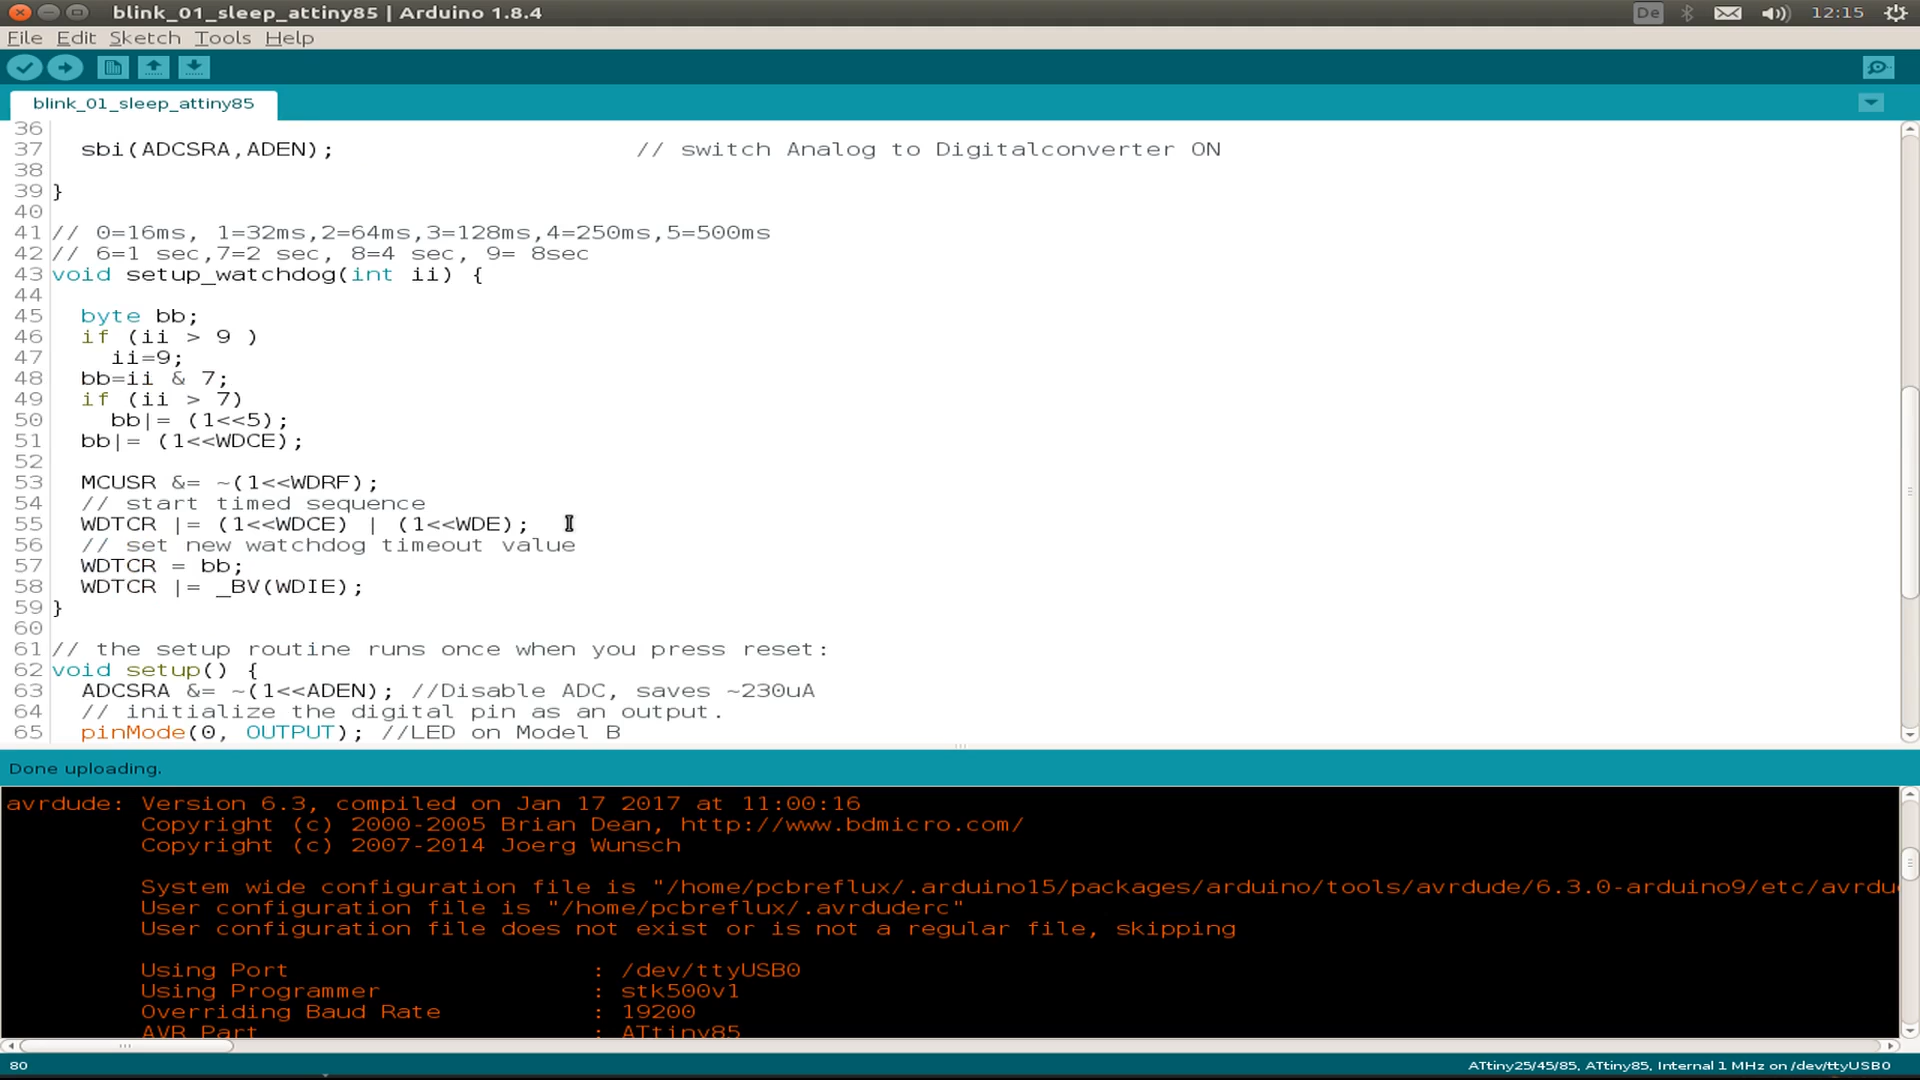 blink_01_sleep_attiny85 | Arduino 1.8.4
De
12:15
File Edit Sketch Tools Help
blink_01_sleep_attiny85
36
37 sbi(ADCSRA,ADEN); // switch Analog to Digitalconverter ON
38
39 }
40
41 // 0=16ms, 1=32ms,2=64ms,3=128ms,4=250ms,5=500ms
42 // 6=1 sec,7=2 sec, 8=4 sec, 9= 8sec
43 void setup_watchdog(int ii) {
44
45 byte bb;
46 if (ii > 9 )
47 ii=9;
48 bb=ii & 7;
49 if (ii > 7)
50 bb|= (1<<5);
51 bb|= (1<<WDCE);
52
53 MCUSR &= ~(1<<WDRF);
54 // start timed sequence
55 WDTCR |= (1<<WDCE) | (1<<WDE);
56 // set new watchdog timeout value
57 WDTCR = bb;
58 WDTCR |= _BV(WDIE);
59 }
60
61 // the setup routine runs once when you press reset:
62 void setup() {
63 ADCSRA &= ~(1<<ADEN); //Disable ADC, saves ~230uA
64 // initialize the digital pin as an output.
65 pinMode(0, OUTPUT); //LED on Model B
Done uploading.
avrdude: Version 6.3, compiled on Jan 17 2017 at 11:00:16
Copyright (c) 2000-2005 Brian Dean, http://www.bdmicro.com/
Copyright (c) 2007-2014 Joerg Wunsch
System wide configuration file is "/home/pcbreflux/.arduino15/packages/arduino/tools/avrdude/6.3.0-arduino9/etc/avrdu
User configuration file is "/home/pcbreflux/.avrduderc"
User configuration file does not exist or is not a regular file, skipping
Using Port : /dev/ttyUSB0
Using Programmer : stk500v1
Overriding Baud Rate : 19200
AVR Part : ATtiny85
80
ATtiny25/45/85, ATtiny85, Internal 1 MHz on /dev/ttyUSB0